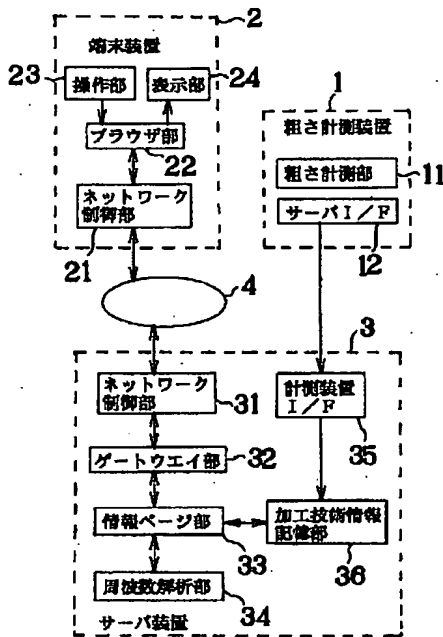 2
端末装置
23
24
操作部
表示部
ブラウザ部
22
ネットワーク
制御部
21
1
粗さ計測装置
粗さ計測部
11
サーバI/F
12
4
3
ネットワーク
制御部
31
計測装置
I/F
35
ゲートウエイ部
32
情報ページ部
33
加工技術情報
記憶部
36
周波数解析部
34
サーバ装置